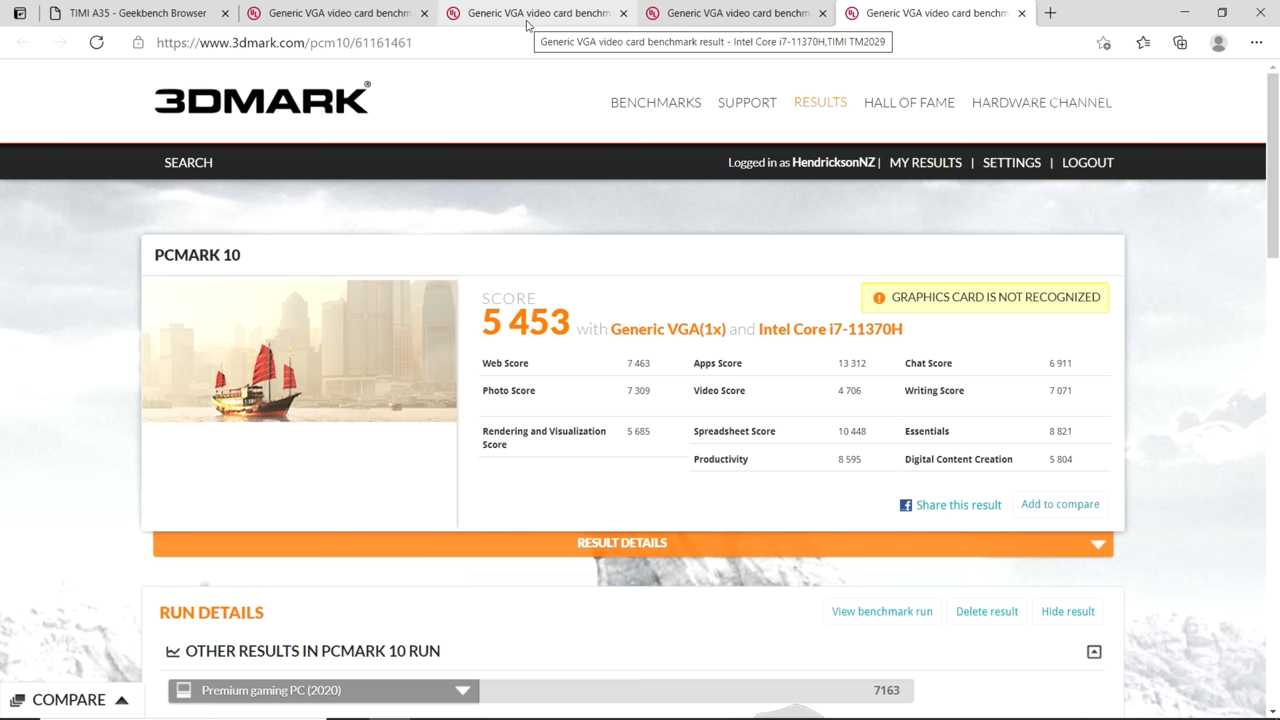 TIMI A35 - Geekbench Browser
Generic VGA video card benchm
Generic VGA video card benchm
Generic VGA video card benchm
Generic VGA video card benchm
https://www.3dmark.com/pcm10/61161461
Generic VGA video card benchmark result - Intel Core i7-11370H,TIMI TM2029
3DMARK®
BENCHMARKS SUPPORT RESULTS HALL OF FAME HARDWARE CHANNEL
SEARCH
Logged in as HendricksonNZ | MY RESULTS | SETTINGS | LOGOUT
PCMARK 10
SCORE
GRAPHICS CARD IS NOT RECOGNIZED
5 453 with Generic VGA(1x) and Intel Core i7-11370H
Web Score 7 463 Apps Score 13 312 Chat Score 6 911
Photo Score 7 309 Video Score 4 706 Writing Score 7 071
Rendering and Visualization Score 5 685 Spreadsheet Score 10 448 Essentials 8 821
Productivity 8 595 Digital Content Creation 5 804
Share this result Add to compare
RESULT DETAILS
RUN DETAILS
View benchmark run Delete result Hide result
OTHER RESULTS IN PCMARK 10 RUN
Premium gaming PC (2020) 7163
COMPARE